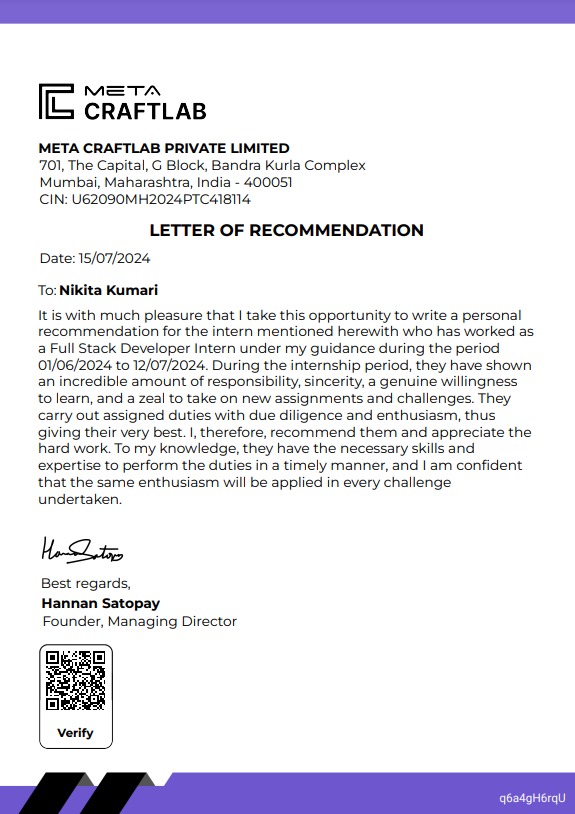 META
CRAFTLAB
META CRAFTLAB PRIVATE LIMITED
701, The Capital, G Block, Bandra Kurla Complex
Mumbai, Maharashtra, India - 400051
CIN: U62090MH2024PTC418114
LETTER OF RECOMMENDATION
Date: 15/07/2024
To: Nikita Kumari
It is with much pleasure that I take this opportunity to write a personal
recommendation for the intern mentioned herewith who has worked as
a Full Stack Developer Intern under my guidance during the period
01/06/2024 to 12/07/2024. During the internship period, they have shown
an incredible amount of responsibility, sincerity, a genuine willingness
to learn, and a zeal to take on new assignments and challenges. They
carry out assigned duties with due diligence and enthusiasm, thus
giving their very best. I, therefore, recommend them and appreciate the
hard work. To my knowledge, they have the necessary skills and
expertise to perform the duties in a timely manner, and I am confident
that the same enthusiasm will be applied in every challenge
undertaken.
Best regards,
Hannan Satopay
Founder, Managing Director
Verify
q6a4gH6rqU